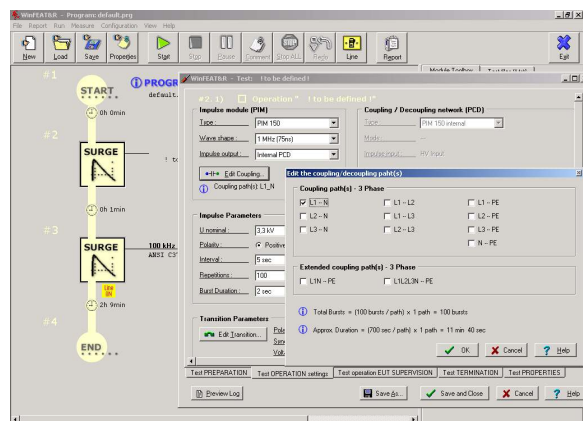 WinFEAT&R - Programc default.prg
File Report Run Measure Configuration View Help
New Load Save Properties Start Stop Pause Comment Stop ALL Redo Line Report Exit
Module Toolbox
#1
START
PROGR
default.
0h 0min
#2
SURGE
! to
0h 1min
#3
SURGE
100 kHz
ANSI C3
Line ON
2h 9min
#4
END
WinFEAT&R - Test: ! to be defined !
#2. 1) Operation " ! to be defined !"
Impulse module (PIM)
Type: PIM 150
Wave shape: 1 MHz (75ns)
Impulse output: Internal PCD
Edit Coupling...
Coupling path(s): L1_N
Coupling / Decoupling network (PCD)
Type: PIM 150 internal
Mode: ---
Impulse input: HV Input
Impulse Parameters
U nominal: 3,3 kV
Polarity: Positive
Interval: 5 sec
Repetitions: 100
Burst Duration: 2 sec
Transition Parameters
Edit Transition...
Edit the coupling/decoupling paht(s)
Coupling path(s) - 3 Phase
L1 -- N L1 -- L2 L1 -- PE
L2 -- N L1 -- L3 L2 -- PE
L3 -- N L2 -- L3 L3 -- PE
N -- PE
Extended coupling path(s) - 3 Phase
L1N -- PE L1L2L3N -- PE
Total Bursts = (100 bursts / path) x 1 path = 100 bursts
Approx. Duration = (700 sec / path) x 1 path = 11 min 40 sec
OK Cancel ? Help
Test PREPARATION Test OPERATION settings Test operation EUT SUPERVISION Test TERMINATION Test PROPERTIES
Preview Log Save As... Save and Close Cancel ? Help